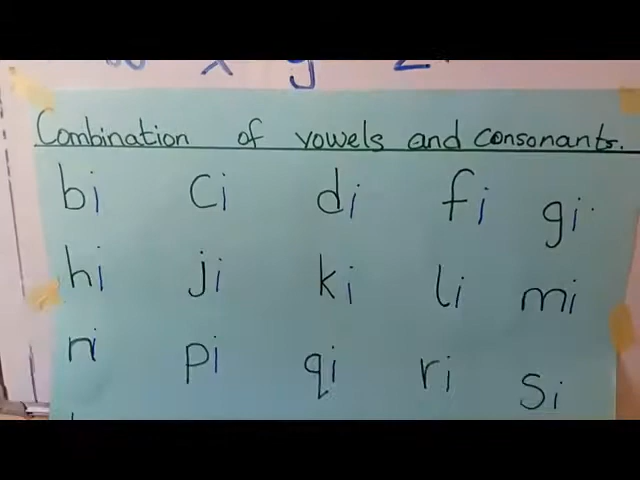 x y z
Combination of vowels and consonants.
bi ci di fi gi
hi ji ki li mi
ni pi qi ri si